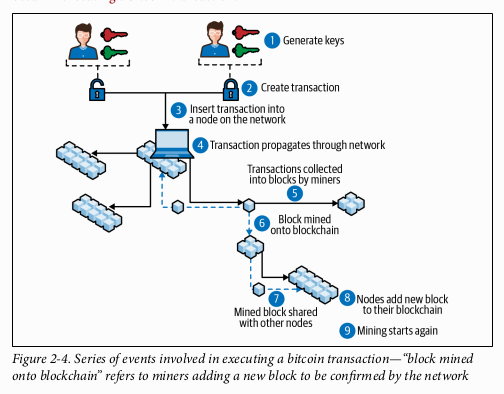 1 Generate keys
2 Create transaction
3 Insert transaction into
a node on the network
4 Transaction propagates through network
Transactions collected
into blocks by miners
5
6 Block mined
onto blockchain
7
Mined block shared
with other nodes
8 Nodes add new block
to their blockchain
9 Mining starts again
Figure 2-4. Series of events involved in executing a bitcoin transaction—“block mined
onto blockchain” refers to miners adding a new block to be confirmed by the network